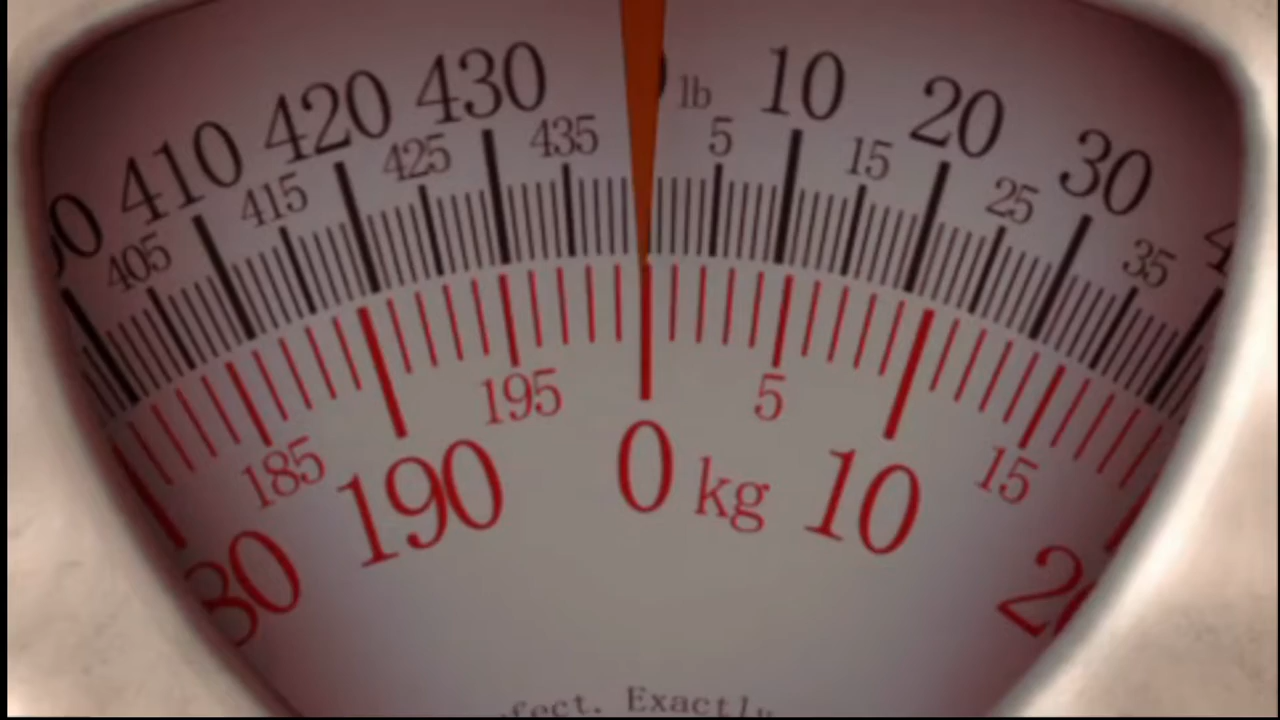 430 10
420 lb 20
410 435 5 30
425 15
415 25
405 35
195 5
185 15
190 0 kg 10
fect. Exactly